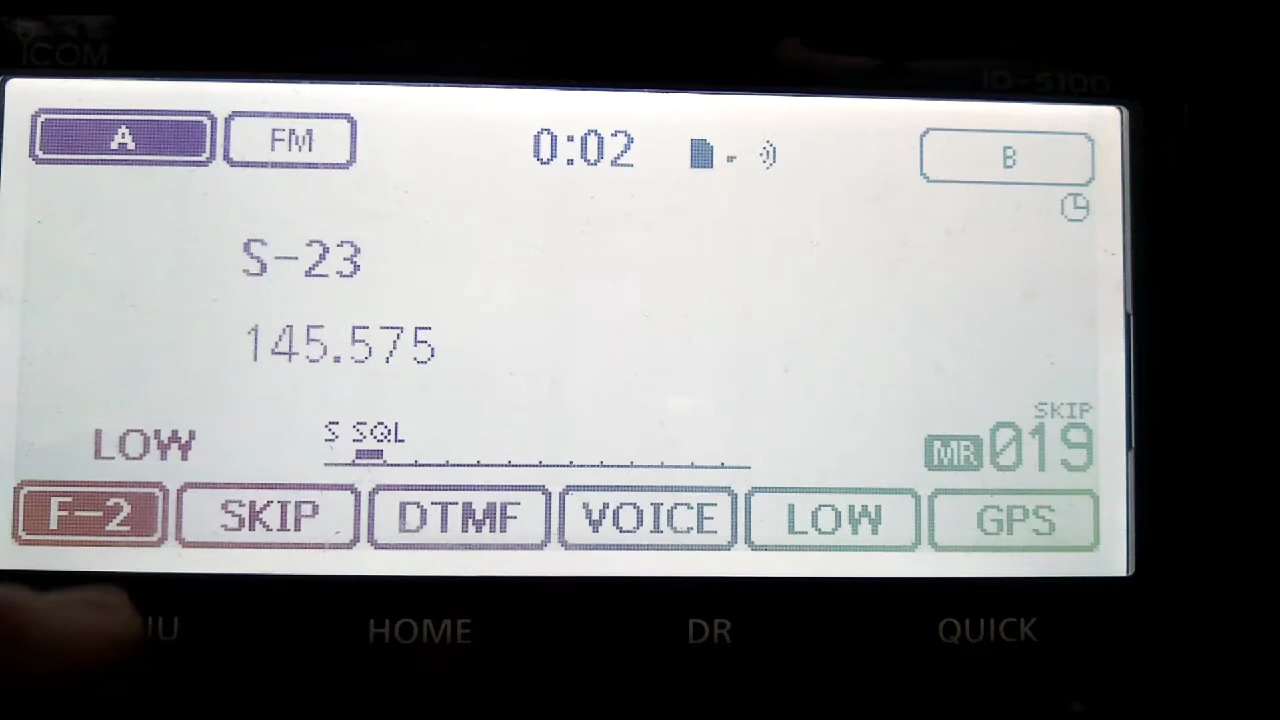 ICOM
ID-5100
A FM 0:02 B
S-23
145.575
SKIP
LOW S SQL MR 019
F-2 SKIP DTMF VOICE LOW GPS
NU HOME DR QUICK